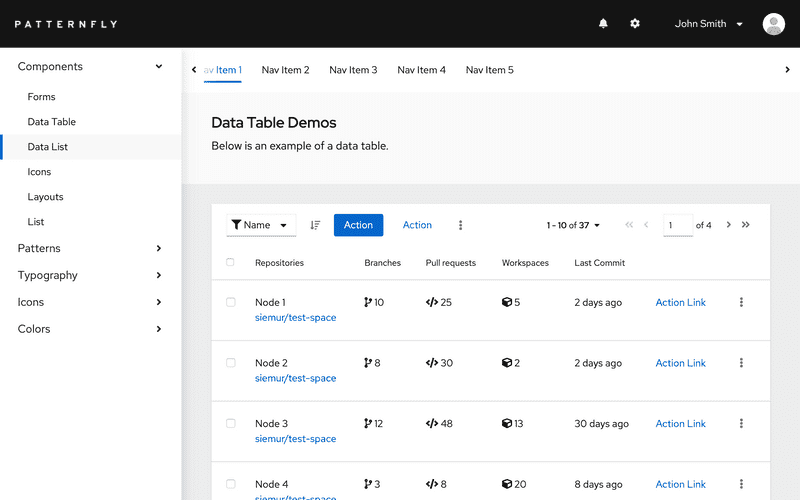 PATTERNFLY
John Smith
Components
Forms
Data Table
Data List
Icons
Layouts
List
Patterns
Typography
Icons
Colors
av Item 1 Nav Item 2 Nav Item 3 Nav Item 4 Nav Item 5
Data Table Demos
Below is an example of a data table.
Name Action Action 1 - 10 of 37 1 of 4
Repositories Branches Pull requests Workspaces Last Commit
Node 1 10 25 5 2 days ago Action Link
siemur/test-space
Node 2 8 30 2 2 days ago Action Link
siemur/test-space
Node 3 12 48 13 30 days ago Action Link
siemur/test-space
Node 4 3 8 20 8 days ago Action Link
siemur/test-space